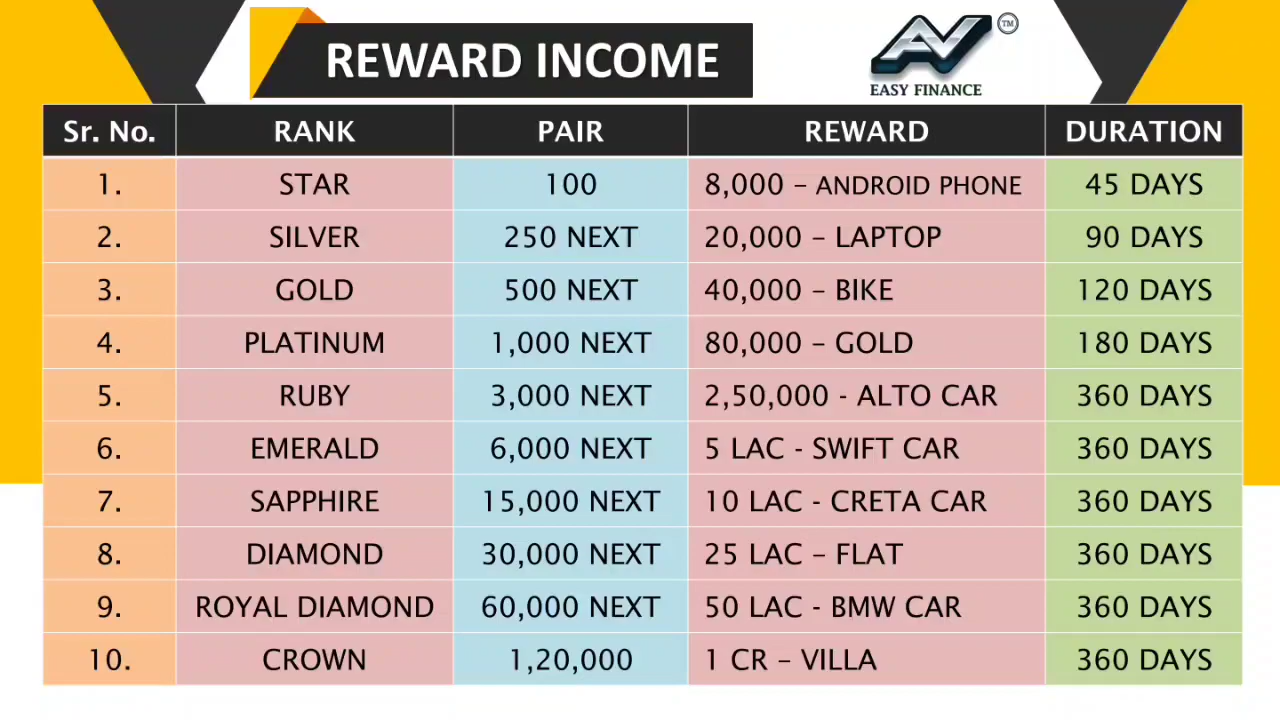 REWARD INCOME
AV
TM
EASY FINANCE
Sr. No. RANK PAIR REWARD DURATION
1. STAR 100 8,000 – ANDROID PHONE 45 DAYS
2. SILVER 250 NEXT 20,000 – LAPTOP 90 DAYS
3. GOLD 500 NEXT 40,000 – BIKE 120 DAYS
4. PLATINUM 1,000 NEXT 80,000 – GOLD 180 DAYS
5. RUBY 3,000 NEXT 2,50,000 - ALTO CAR 360 DAYS
6. EMERALD 6,000 NEXT 5 LAC - SWIFT CAR 360 DAYS
7. SAPPHIRE 15,000 NEXT 10 LAC - CRETA CAR 360 DAYS
8. DIAMOND 30,000 NEXT 25 LAC – FLAT 360 DAYS
9. ROYAL DIAMOND 60,000 NEXT 50 LAC - BMW CAR 360 DAYS
10. CROWN 1,20,000 1 CR – VILLA 360 DAYS